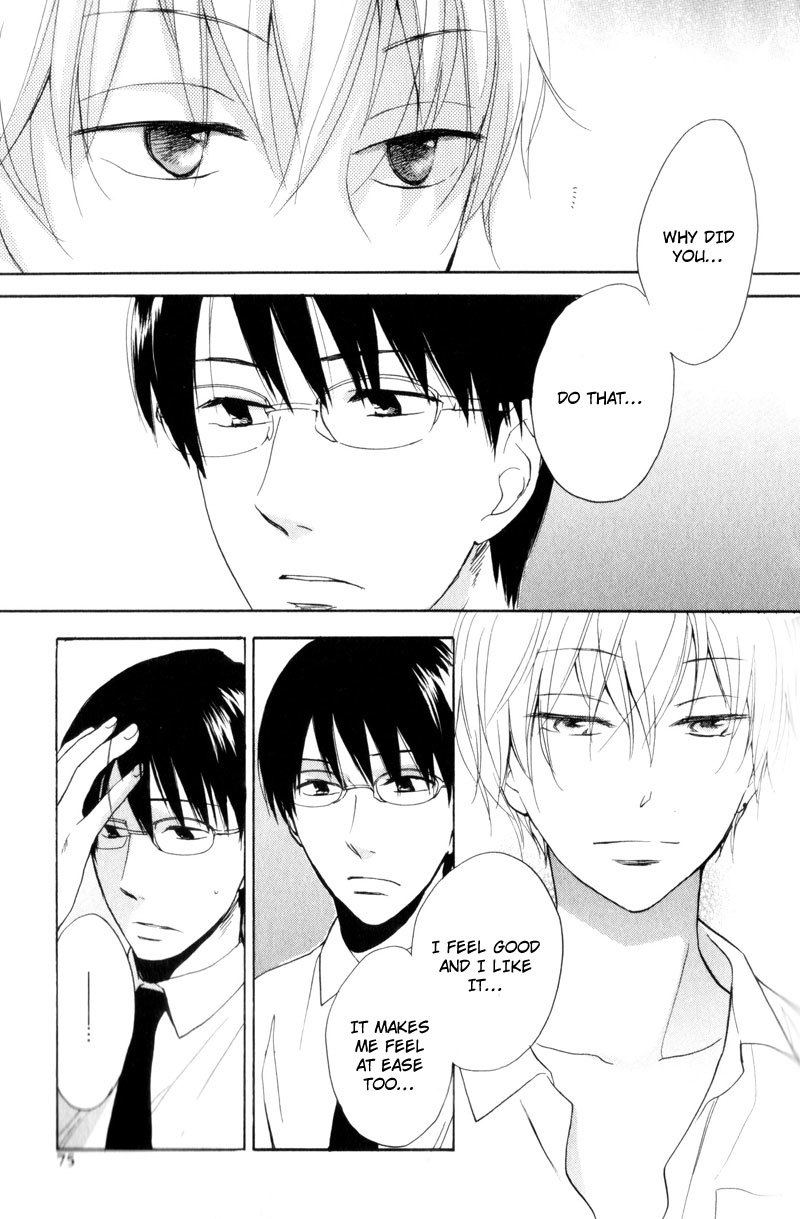 WHY DID
YOU...
DO THAT...
I FEEL GOOD
AND I LIKE
IT...
IT MAKES
ME FEEL
AT EASE
TOO...
.......
75